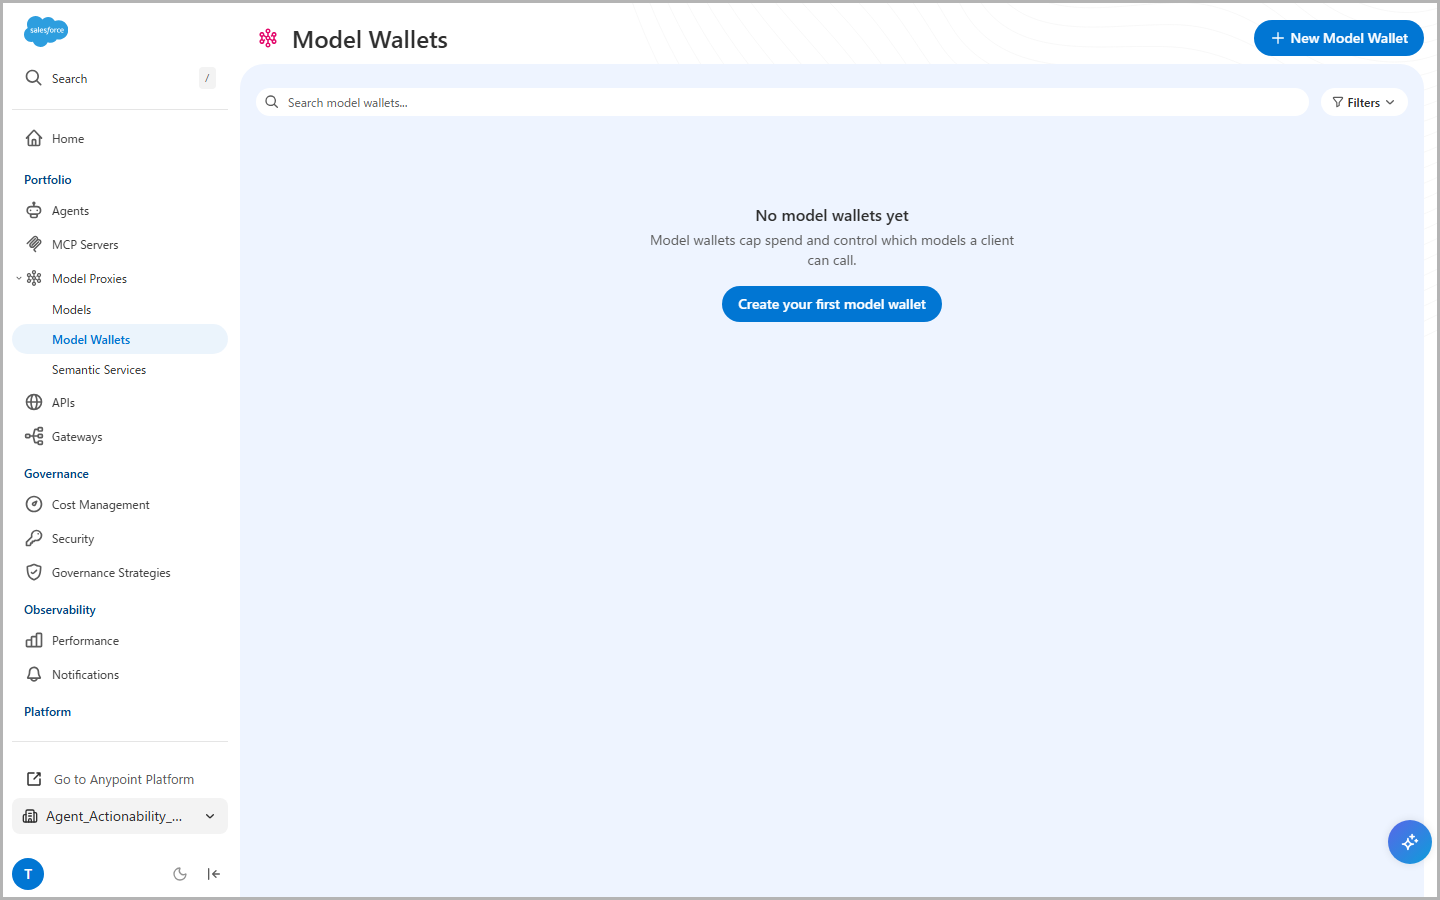 salesforce
Search
/
Home
Portfolio
Agents
MCP Servers
Model Proxies
Models
Model Wallets
Semantic Services
APIs
Gateways
Governance
Cost Management
Security
Governance Strategies
Observability
Performance
Notifications
Platform
Go to Anypoint Platform
Agent_Actionability_...
T
Model Wallets
New Model Wallet
Search model wallets...
Filters
No model wallets yet
Model wallets cap spend and control which models a client
can call.
Create your first model wallet